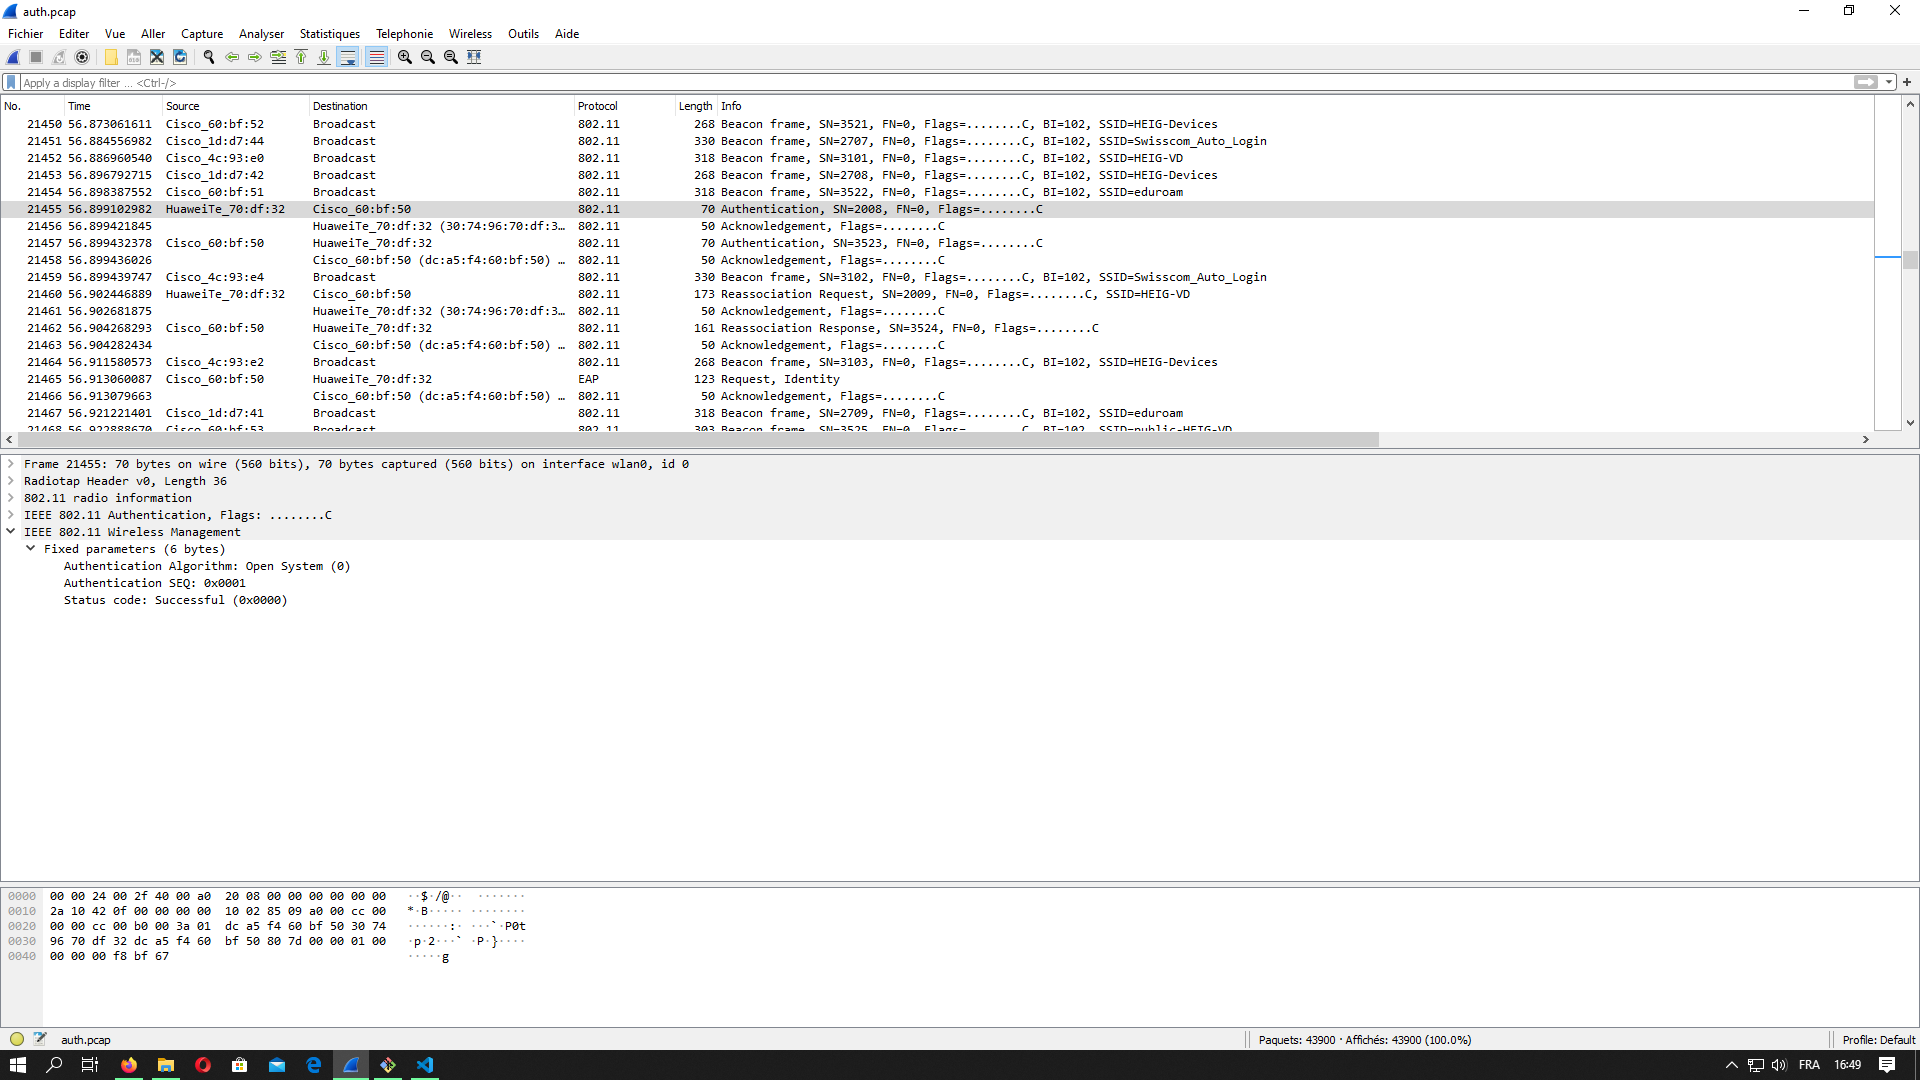 auth.pcap
Fichier Editer Vue Aller Capture Analyser Statistiques Telephonie Wireless Outils Aide
Apply a display filter ... <Ctrl-/>
No. Time Source Destination Protocol Length Info
21450 56.873061611 Cisco_60:bf:52 Broadcast 802.11 268 Beacon frame, SN=3521, FN=0, Flags=........C, BI=102, SSID=HEIG-Devices
21451 56.884556982 Cisco_1d:d7:44 Broadcast 802.11 330 Beacon frame, SN=2707, FN=0, Flags=........C, BI=102, SSID=Swisscom_Auto_Login
21452 56.886960540 Cisco_4c:93:e0 Broadcast 802.11 318 Beacon frame, SN=3101, FN=0, Flags=........C, BI=102, SSID=HEIG-VD
21453 56.896792715 Cisco_1d:d7:42 Broadcast 802.11 268 Beacon frame, SN=2708, FN=0, Flags=........C, BI=102, SSID=HEIG-Devices
21454 56.898387552 Cisco_60:bf:51 Broadcast 802.11 318 Beacon frame, SN=3522, FN=0, Flags=........C, BI=102, SSID=eduroam
21455 56.899102982 HuaweiTe_70:df:32 Cisco_60:bf:50 802.11 70 Authentication, SN=2008, FN=0, Flags=........C
21456 56.899421845 HuaweiTe_70:df:32 (30:74:96:70:df:3… 802.11 50 Acknowledgement, Flags=........C
21457 56.899432378 Cisco_60:bf:50 HuaweiTe_70:df:32 802.11 70 Authentication, SN=3523, FN=0, Flags=........C
21458 56.899436026 Cisco_60:bf:50 (dc:a5:f4:60:bf:50) … 802.11 50 Acknowledgement, Flags=........C
21459 56.899439747 Cisco_4c:93:e4 Broadcast 802.11 330 Beacon frame, SN=3102, FN=0, Flags=........C, BI=102, SSID=Swisscom_Auto_Login
21460 56.902446889 HuaweiTe_70:df:32 Cisco_60:bf:50 802.11 173 Reassociation Request, SN=2009, FN=0, Flags=........C, SSID=HEIG-VD
21461 56.902681875 HuaweiTe_70:df:32 (30:74:96:70:df:3… 802.11 50 Acknowledgement, Flags=........C
21462 56.904268293 Cisco_60:bf:50 HuaweiTe_70:df:32 802.11 161 Reassociation Response, SN=3524, FN=0, Flags=........C
21463 56.904282434 Cisco_60:bf:50 (dc:a5:f4:60:bf:50) … 802.11 50 Acknowledgement, Flags=........C
21464 56.911580573 Cisco_4c:93:e2 Broadcast 802.11 268 Beacon frame, SN=3103, FN=0, Flags=........C, BI=102, SSID=HEIG-Devices
21465 56.913060087 Cisco_60:bf:50 HuaweiTe_70:df:32 EAP 123 Request, Identity
21466 56.913079663 Cisco_60:bf:50 (dc:a5:f4:60:bf:50) … 802.11 50 Acknowledgement, Flags=........C
21467 56.921221401 Cisco_1d:d7:41 Broadcast 802.11 318 Beacon frame, SN=2709, FN=0, Flags=........C, BI=102, SSID=eduroam
21468 56.922888670 Cisco_60:bf:53 Broadcast 802.11 303 Beacon frame, SN=3525, FN=0, Flags=........C, BI=102, SSID=public-HEIG-VD
Frame 21455: 70 bytes on wire (560 bits), 70 bytes captured (560 bits) on interface wlan0, id 0
Radiotap Header v0, Length 36
802.11 radio information
IEEE 802.11 Authentication, Flags: ........C
IEEE 802.11 Wireless Management
Fixed parameters (6 bytes)
Authentication Algorithm: Open System (0)
Authentication SEQ: 0x0001
Status code: Successful (0x0000)
0000 00 00 24 00 2f 40 00 a0 20 08 00 00 00 00 00 00 ··$·/@·· ·······
0010 2a 10 42 0f 00 00 00 00 10 02 85 09 a0 00 cc 00 *·B····· ········
0020 00 00 cc 00 b0 00 3a 01 dc a5 f4 60 bf 50 30 74 ······:· ···`·P0t
0030 96 70 df 32 dc a5 f4 60 bf 50 80 7d 00 00 01 00 ·p·2···` ·P·}····
0040 00 00 00 f8 bf 67 ·····g
auth.pcap Paquets: 43900 · Affichés: 43900 (100.0%) Profile: Default
FRA 16:49